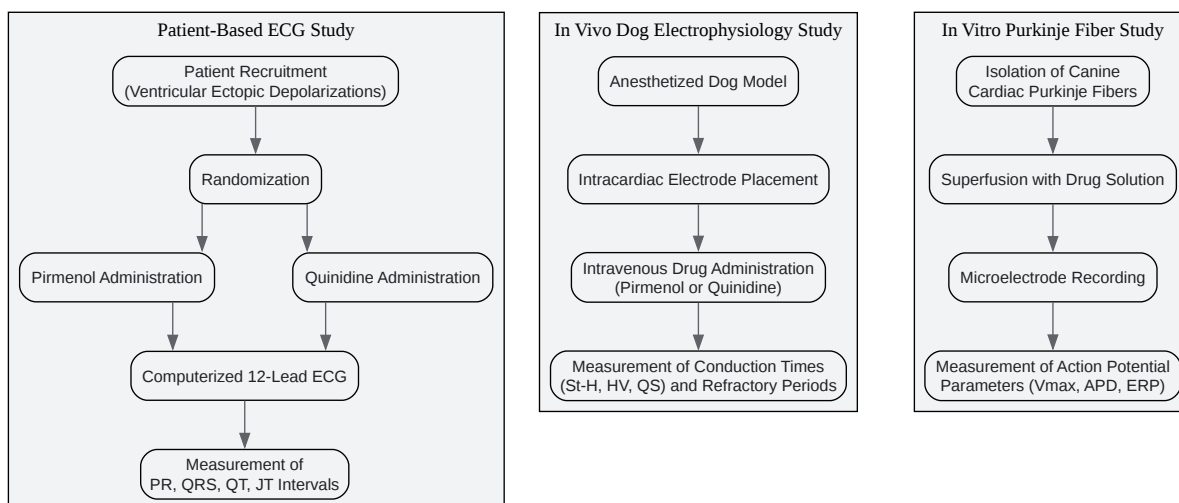 Patient-Based ECG Study
Patient Recruitment
(Ventricular Ectopic Depolarizations)
Randomization
Pirmenol Administration
Quinidine Administration
Computerized 12-Lead ECG
Measurement of
PR, QRS, QT, JT Intervals
In Vivo Dog Electrophysiology Study
Anesthetized Dog Model
Intracardiac Electrode Placement
Intravenous Drug Administration
(Pirmenol or Quinidine)
Measurement of Conduction Times
(St-H, HV, QS) and Refractory Periods
In Vitro Purkinje Fiber Study
Isolation of Canine
Cardiac Purkinje Fibers
Superfusion with Drug Solution
Microelectrode Recording
Measurement of Action Potential
Parameters (Vmax, APD, ERP)